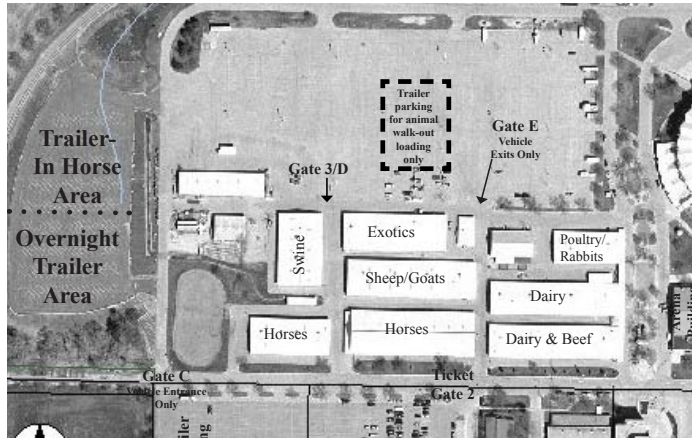 Trailer
parking
for animal
walk-out
loading
only
Gate E
Vehicle
Exits Only
Trailer-
In Horse
Area
Gate 3/D
Overnight
Trailer
Area
Swine
Exotics
Poultry/
Rabbits
Sheep/Goats
Dairy
Horses
Horses
Dairy & Beef
Arena
Gate C
Vehicle Entrance
Only
Ticket
Gate 2